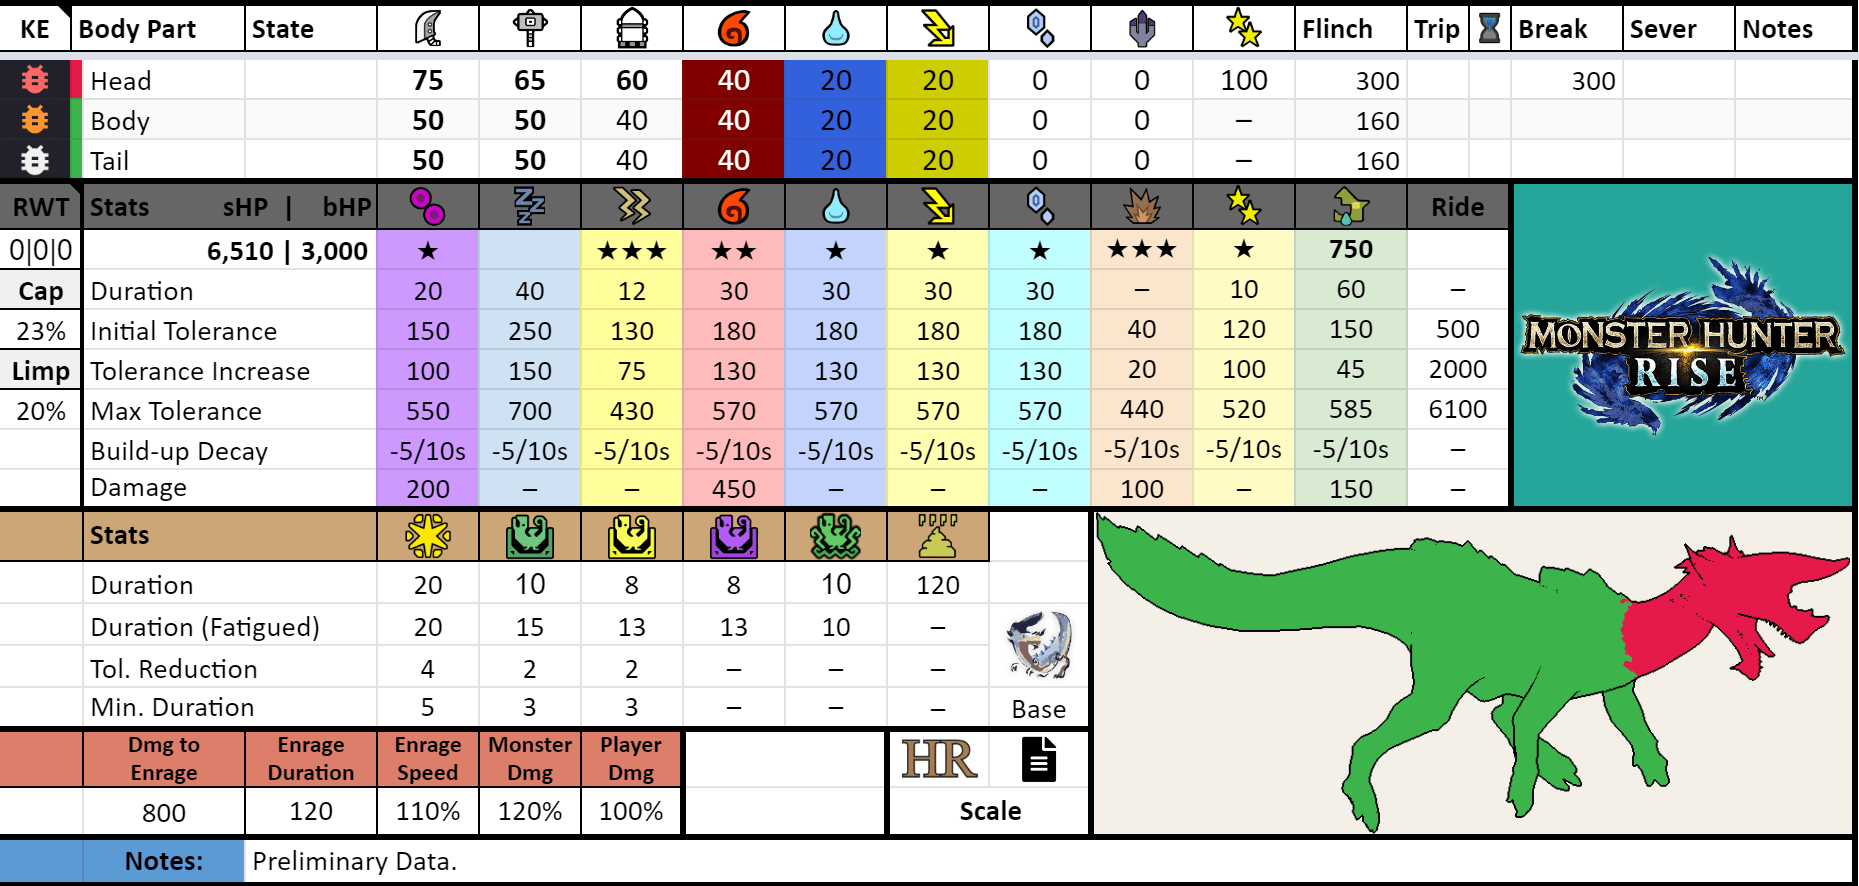 KE Body Part State Flinch Trip Break Sever Notes
Head 75 65 60 40 20 20 0 0 100 300 300
Body 50 50 40 40 20 20 0 0 – 160
Tail 50 50 40 40 20 20 0 0 – 160
RWT Stats sHP | bHP Ride
0|0|0 6,510 | 3,000 ★ ★★★ ★★ ★ ★ ★ ★★★ ★ 750
Cap Duration 20 40 12 30 30 30 30 – 10 60 –
23% Initial Tolerance 150 250 130 180 180 180 180 40 120 150 500
Limp Tolerance Increase 100 150 75 130 130 130 130 20 100 45 2000
20% Max Tolerance 550 700 430 570 570 570 570 440 520 585 6100
Build-up Decay -5/10s -5/10s -5/10s -5/10s -5/10s -5/10s -5/10s -5/10s -5/10s -5/10s –
Damage 200 – – 450 – – – 100 – 150 –
MONSTER HUNTER
RISE
TM
Stats
Duration 20 10 8 8 10 120
Duration (Fatigued) 20 15 13 13 10 –
Tol. Reduction 4 2 2 – – –
Min. Duration 5 3 3 – – – Base
Dmg to Enrage Enrage Duration Enrage Speed Monster Dmg Player Dmg HR
800 120 110% 120% 100% Scale
Notes: Preliminary Data.